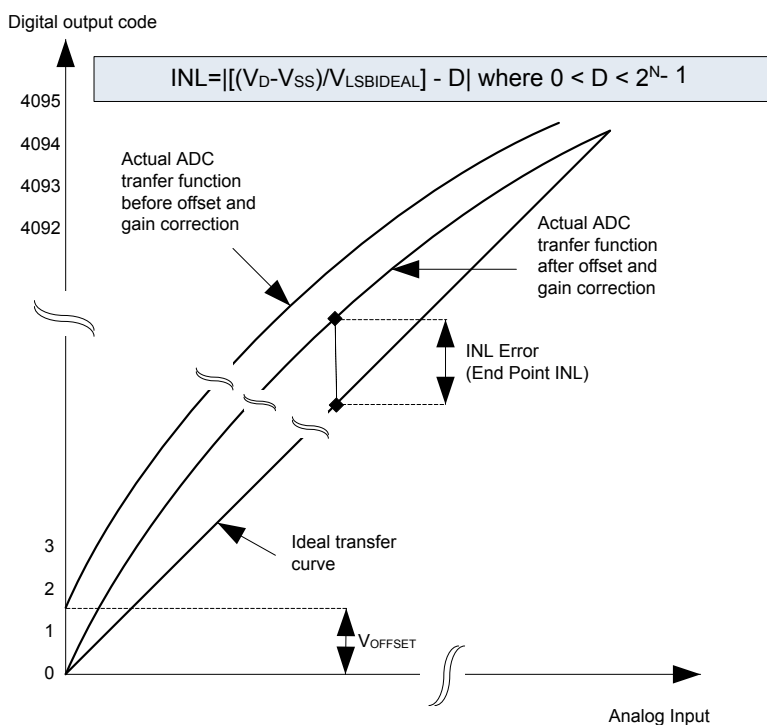 Digital output code
INL=|[(VD-VSS)/VLSBIDEAL] - D| where 0 < D < 2^N- 1
4095
4094
4093
4092
Actual ADC
tranfer function
before offset and
gain correction
Actual ADC
tranfer function
after offset and
gain correction
INL Error
(End Point INL)
Ideal transfer
curve
3
2
1
0
VOFFSET
Analog Input